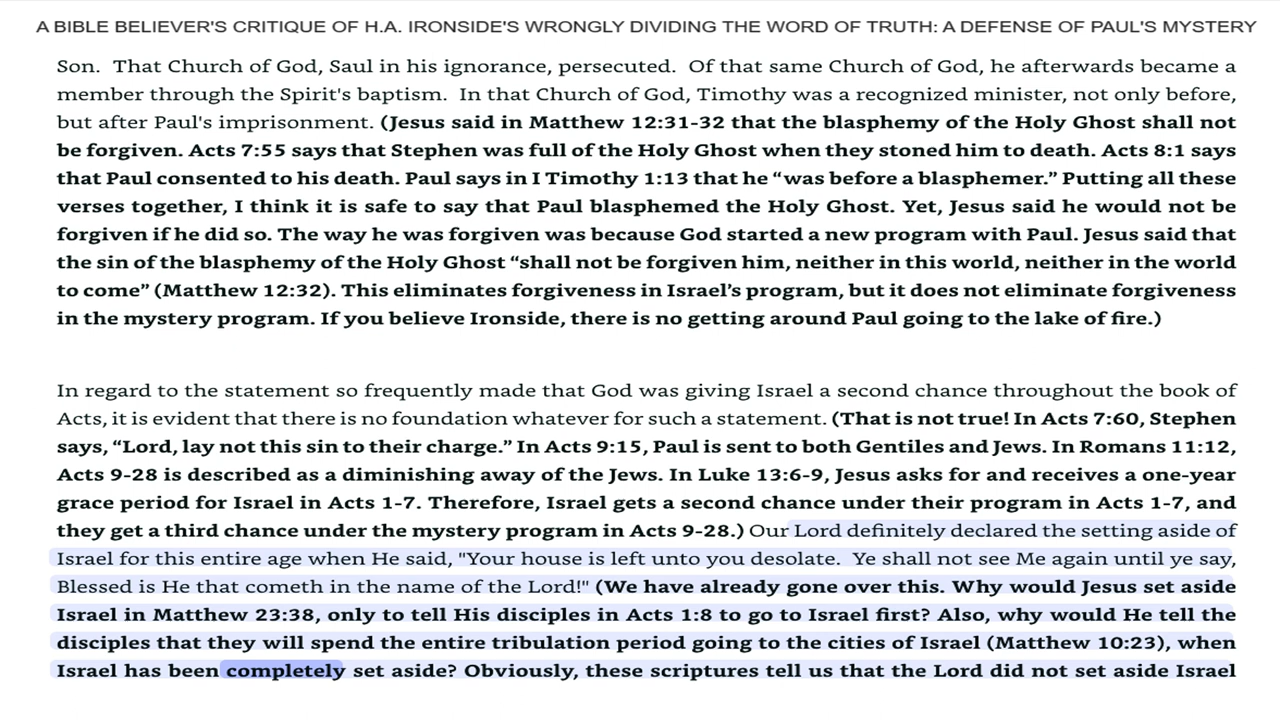 A BIBLE BELIEVER'S CRITIQUE OF H.A. IRONSIDE'S WRONGLY DIVIDING THE WORD OF TRUTH: A DEFENSE OF PAUL'S MYSTERY
Son.  That Church of God, Saul in his ignorance, persecuted.  Of that same Church of God, he afterwards became a
member through the Spirit's baptism.  In that Church of God, Timothy was a recognized minister, not only before,
but after Paul's imprisonment. (Jesus said in Matthew 12:31-32 that the blasphemy of the Holy Ghost shall not
be forgiven. Acts 7:55 says that Stephen was full of the Holy Ghost when they stoned him to death. Acts 8:1 says
that Paul consented to his death. Paul says in I Timothy 1:13 that he “was before a blasphemer.” Putting all these
verses together, I think it is safe to say that Paul blasphemed the Holy Ghost. Yet, Jesus said he would not be
forgiven if he did so. The way he was forgiven was because God started a new program with Paul. Jesus said that
the sin of the blasphemy of the Holy Ghost “shall not be forgiven him, neither in this world, neither in the world
to come” (Matthew 12:32). This eliminates forgiveness in Israel’s program, but it does not eliminate forgiveness
in the mystery program. If you believe Ironside, there is no getting around Paul going to the lake of fire.)
In regard to the statement so frequently made that God was giving Israel a second chance throughout the book of
Acts, it is evident that there is no foundation whatever for such a statement. (That is not true! In Acts 7:60, Stephen
says, “Lord, lay not this sin to their charge.” In Acts 9:15, Paul is sent to both Gentiles and Jews. In Romans 11:12,
Acts 9-28 is described as a diminishing away of the Jews. In Luke 13:6-9, Jesus asks for and receives a one-year
grace period for Israel in Acts 1-7. Therefore, Israel gets a second chance under their program in Acts 1-7, and
they get a third chance under the mystery program in Acts 9-28.) Our Lord definitely declared the setting aside of
Israel for this entire age when He said, "Your house is left unto you desolate.  Ye shall not see Me again until ye say,
Blessed is He that cometh in the name of the Lord!" (We have already gone over this. Why would Jesus set aside
Israel in Matthew 23:38, only to tell His disciples in Acts 1:8 to go to Israel first? Also, why would He tell the
disciples that they will spend the entire tribulation period going to the cities of Israel (Matthew 10:23), when
Israel has been completely set aside? Obviously, these scriptures tell us that the Lord did not set aside Israel